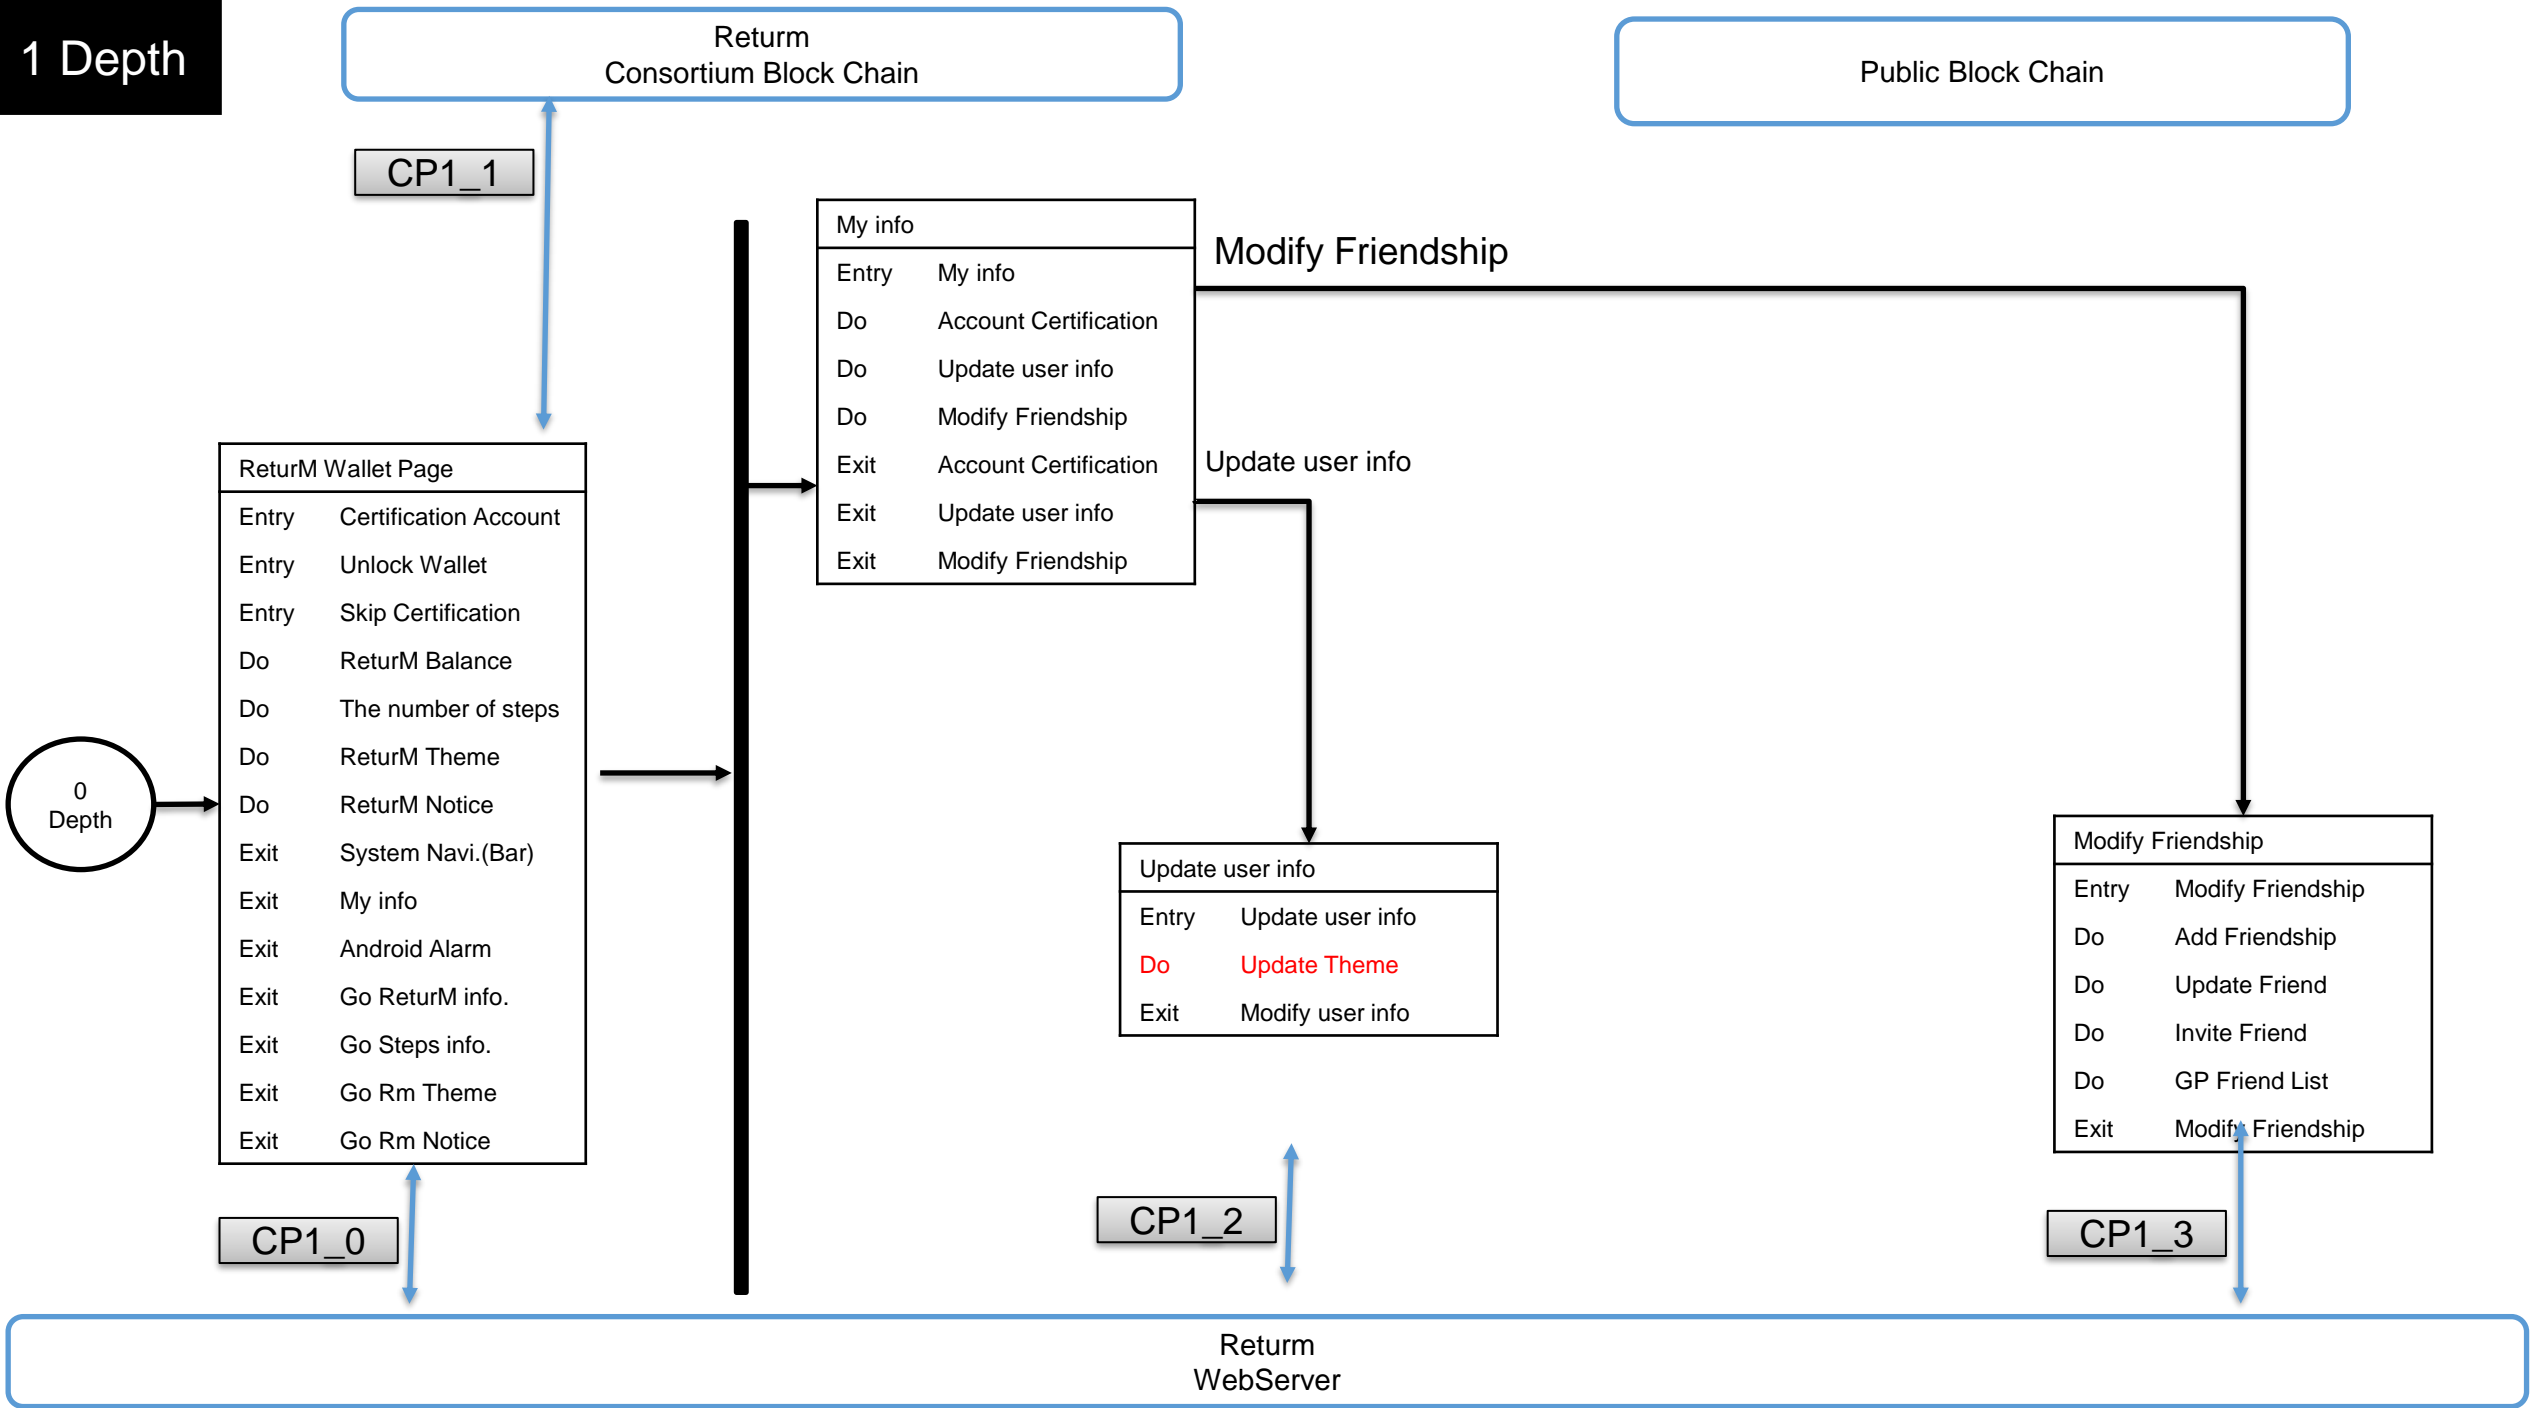 1 Depth
Returm
Consortium Block Chain
Public Block Chain
CP1_1
My info
Entry My info
Do Account Certification
Do Update user info
Do Modify Friendship
Exit Account Certification
Exit Update user info
Exit Modify Friendship
Modify Friendship
Update user info
ReturM Wallet Page
Entry Certification Account
Entry Unlock Wallet
Entry Skip Certification
Do ReturM Balance
Do The number of steps
Do ReturM Theme
Do ReturM Notice
Exit System Navi.(Bar)
Exit My info
Exit Android Alarm
Exit Go ReturM info.
Exit Go Steps info.
Exit Go Rm Theme
Exit Go Rm Notice
0
Depth
Update user info
Entry Update user info
Do Update Theme
Exit Modify user info
Modify Friendship
Entry Modify Friendship
Do Add Friendship
Do Update Friend
Do Invite Friend
Do GP Friend List
Exit Modify Friendship
CP1_0
CP1_2
CP1_3
Returm
WebServer